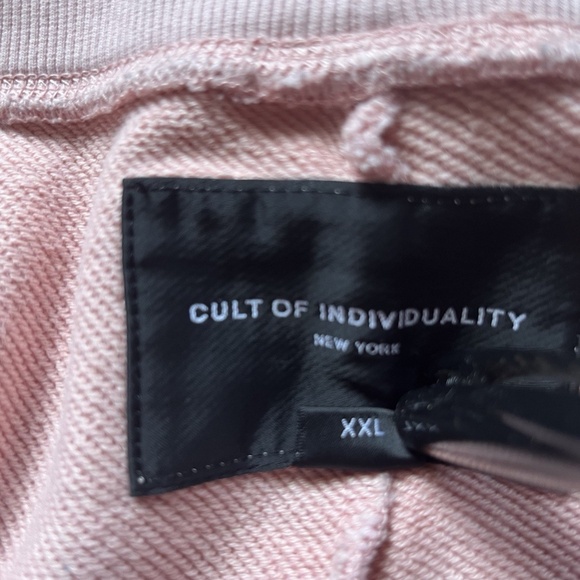 CULT OF INDIVIDUALITY
NEW YORK
XXL